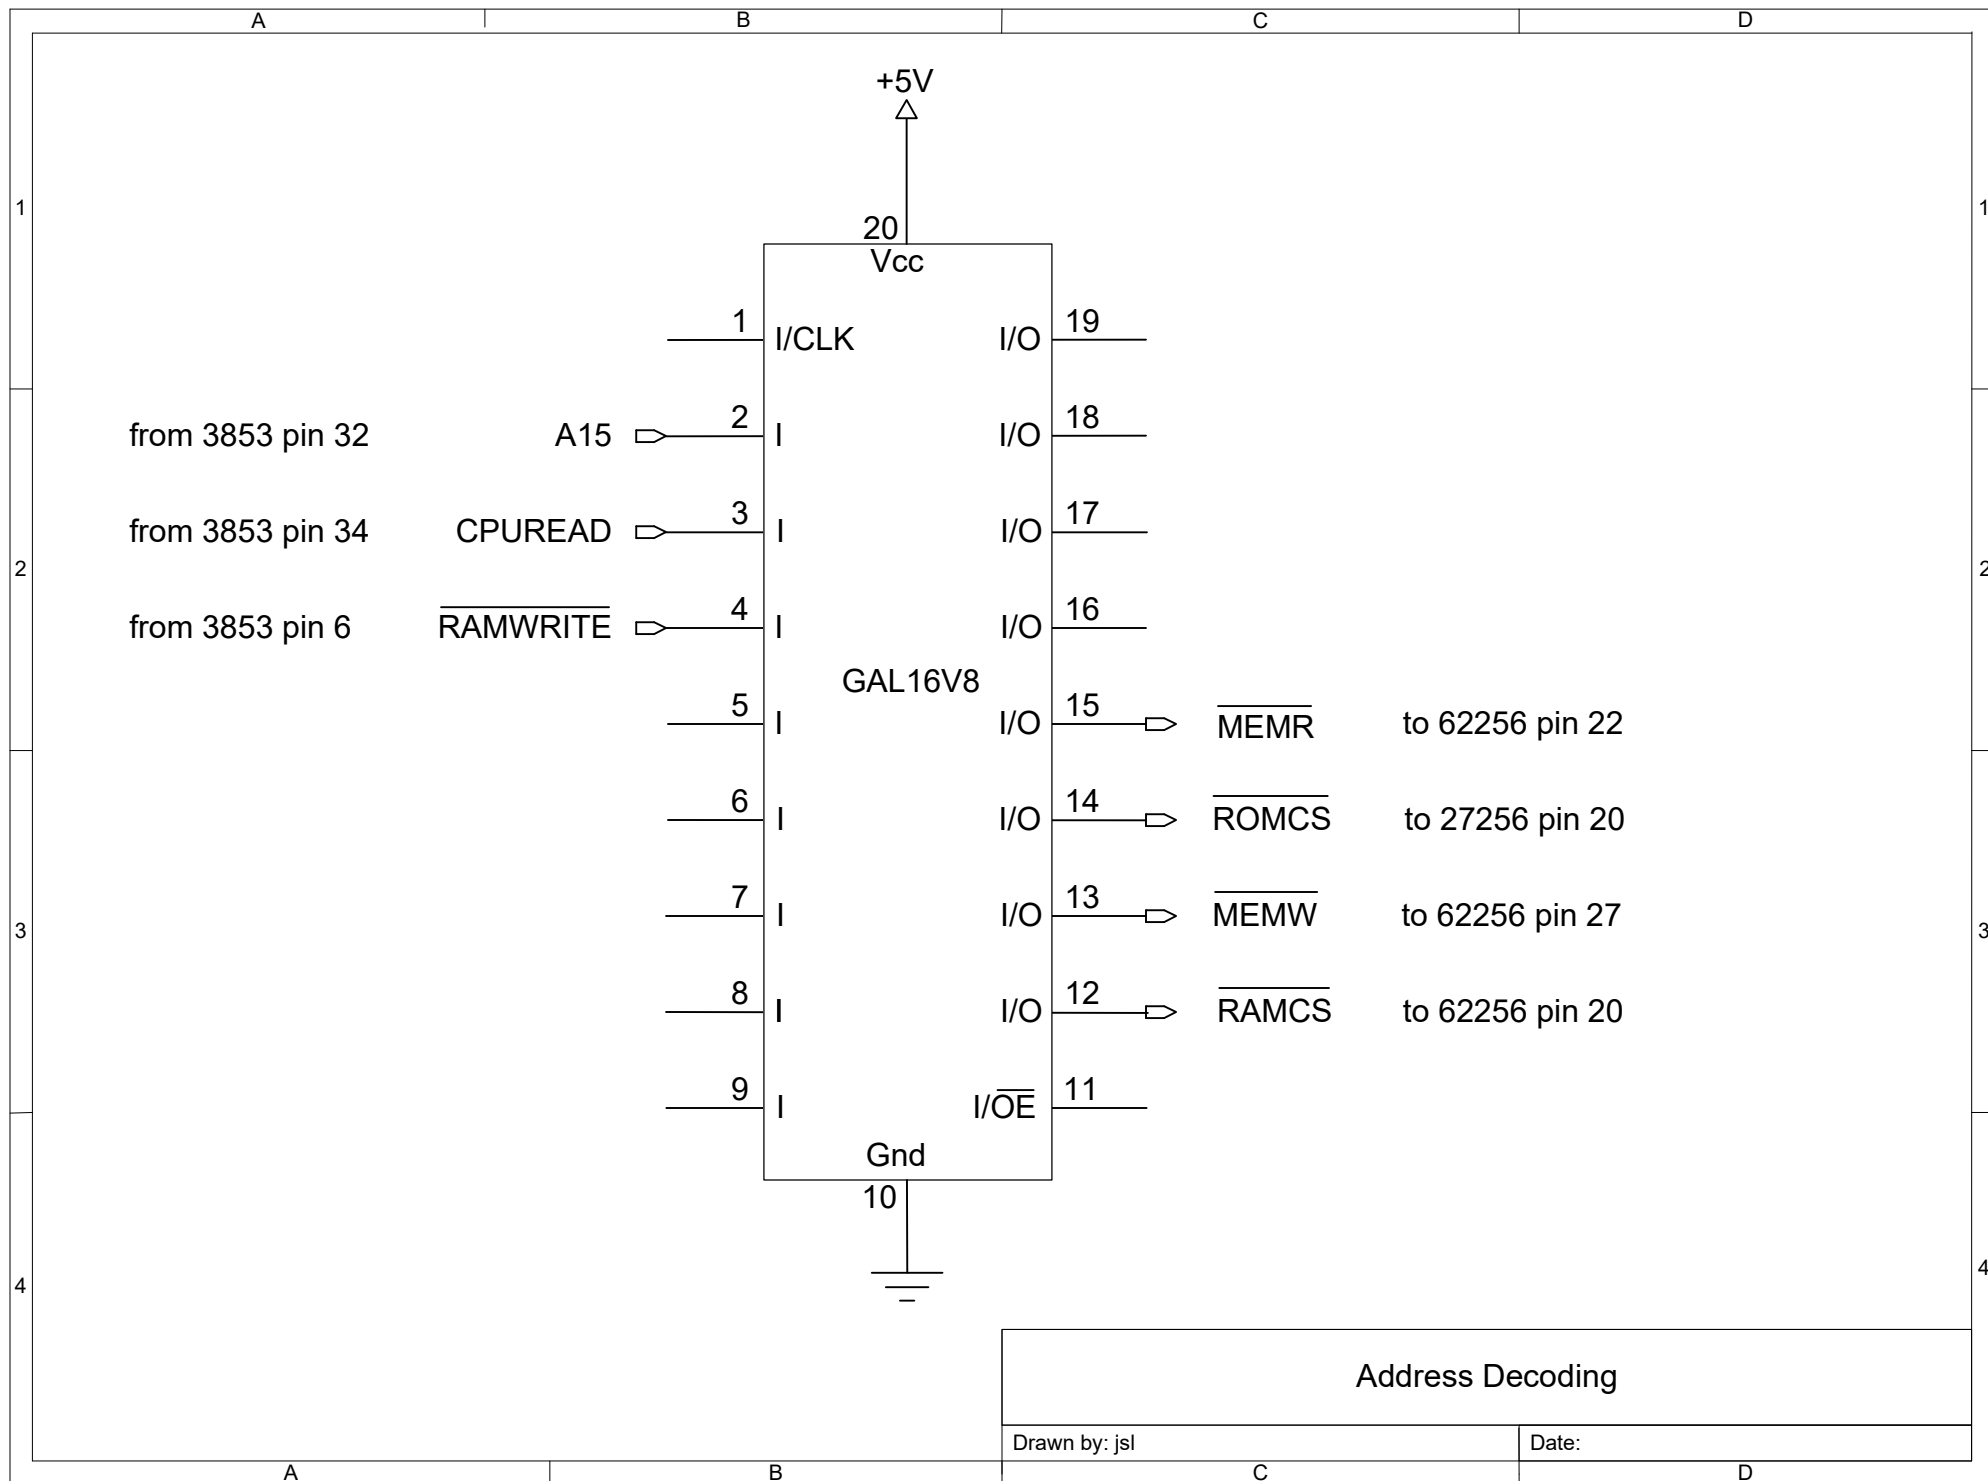 A B C D
+5V
1 1
20
Vcc
1 I/CLK I/O 19
from 3853 pin 32 A15 2 I I/O 18
from 3853 pin 34 CPUREAD 3 I I/O 17
2 2
from 3853 pin 6 RAMWRITE 4 I I/O 16
GAL16V8
5 I I/O 15 MEMR to 62256 pin 22
6 I I/O 14 ROMCS to 27256 pin 20
7 I I/O 13 MEMW to 62256 pin 27
3 3
8 I I/O 12 RAMCS to 62256 pin 20
9 I I/OE 11
Gnd
10
4 4
Address Decoding
Drawn by: jsl Date:
A B C D